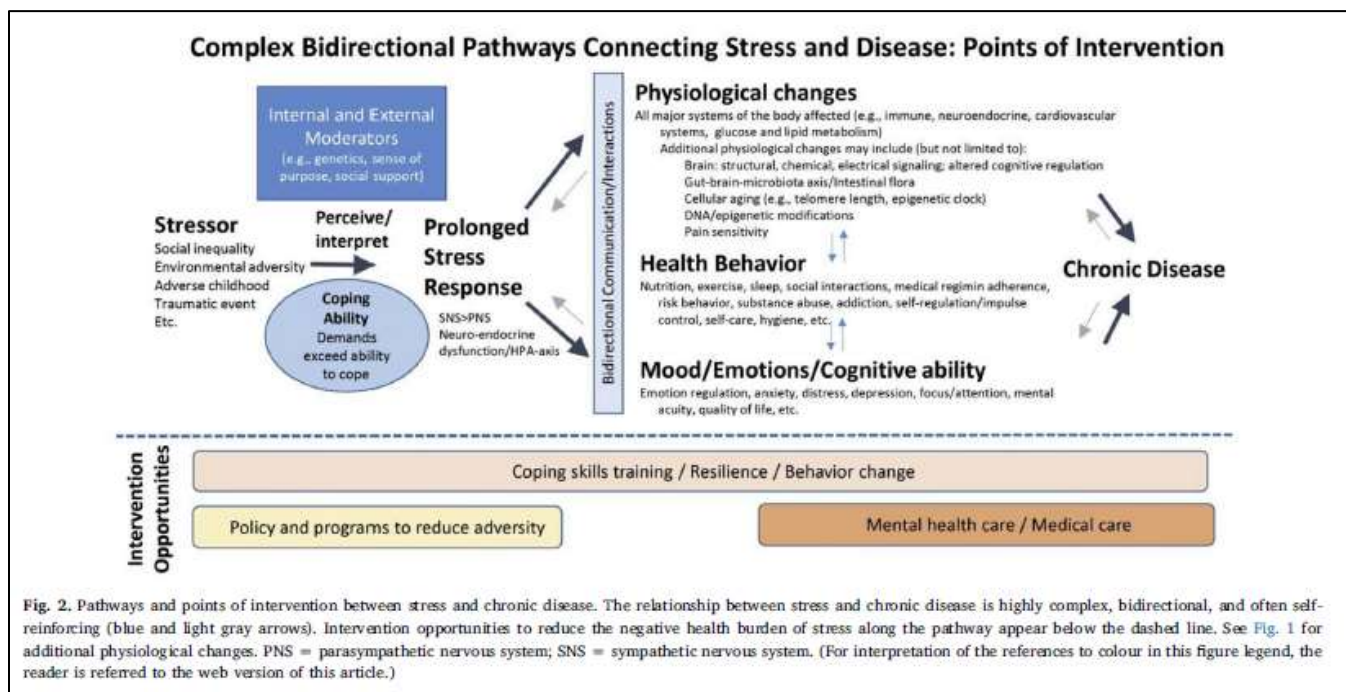 Complex Bidirectional Pathways Connecting Stress and Disease: Points of Intervention
Internal and External
Moderators
(e.g., genetics, sense of
purpose, social support)
Stressor
Social inequality
Environmental adversity
Adverse childhood
Traumatic event
Etc.
Perceive/
interpret
Coping
Ability
Demands
exceed ability
to cope
Prolonged
Stress
Response
SNS>PNS
Neuro-endocrine
dysfunction/HPA-axis
Bidirectional Communication/Interactions
Physiological changes
All major systems of the body affected (e.g., immune, neuroendocrine, cardiovascular
systems, glucose and lipid metabolism)
Additional physiological changes may include (but not limited to):
Brain: structural, chemical, electrical signaling; altered cognitive regulation
Gut-brain-microbiota axis/Intestinal flora
Cellular aging (e.g., telomere length, epigenetic clock)
DNA/epigenetic modifications
Pain sensitivity
Health Behavior
Nutrition, exercise, sleep, social interactions, medical regimin adherence,
risk behavior, substance abuse, addiction, self-regulation/impulse
control, self-care, hygiene, etc.
Mood/Emotions/Cognitive ability
Emotion regulation, anxiety, distress, depression, focus/attention, mental
acuity, quality of life, etc.
Chronic Disease
Intervention
Opportunities
Coping skills training / Resilience / Behavior change
Policy and programs to reduce adversity
Mental health care / Medical care
Fig. 2. Pathways and points of intervention between stress and chronic disease. The relationship between stress and chronic disease is highly complex, bidirectional, and often self-
reinforcing (blue and light gray arrows). Intervention opportunities to reduce the negative health burden of stress along the pathway appear below the dashed line. See Fig. 1 for
additional physiological changes. PNS = parasympathetic nervous system; SNS = sympathetic nervous system. (For interpretation of the references to colour in this figure legend, the
reader is referred to the web version of this article.)